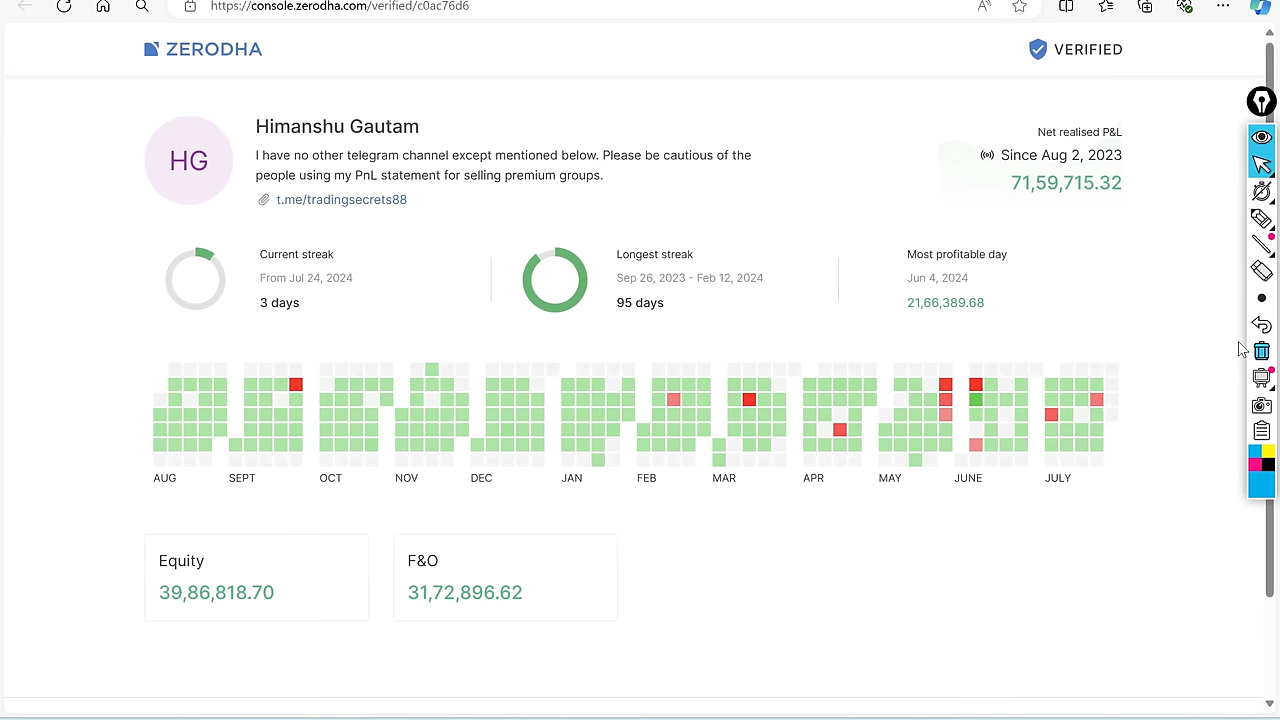 https://console.zerodha.com/verified/c0ac76d6
ZERODHA
VERIFIED
HG
Himanshu Gautam
I have no other telegram channel except mentioned below. Please be cautious of the
people using my PnL statement for selling premium groups.
t.me/tradingsecrets88
Net realised P&L
Since Aug 2, 2023
71,59,715.32
Current streak
From Jul 24, 2024
3 days
Longest streak
Sep 26, 2023 - Feb 12, 2024
95 days
Most profitable day
Jun 4, 2024
21,66,389.68
AUG SEPT OCT NOV DEC JAN FEB MAR APR MAY JUNE JULY
Equity
39,86,818.70
F&O
31,72,896.62